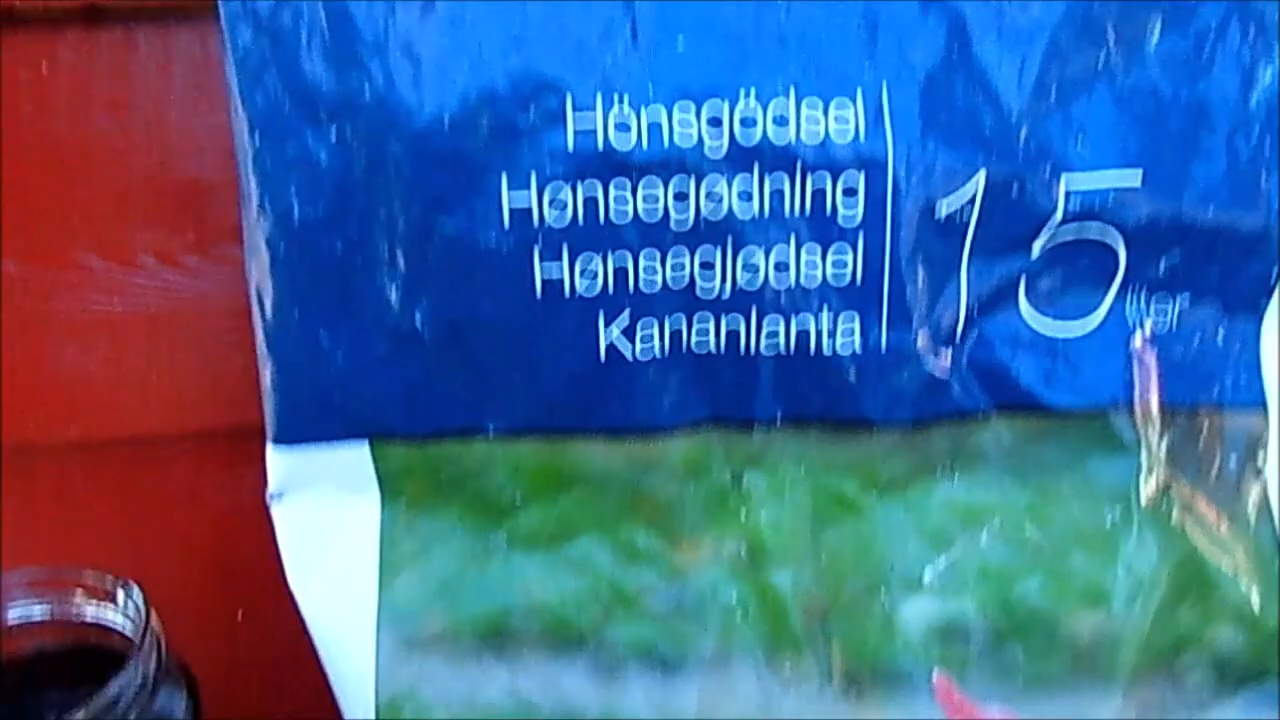 Hönsgödsel
Hønsegødning
Hønsegjødsel
Kananlanta
15
liter